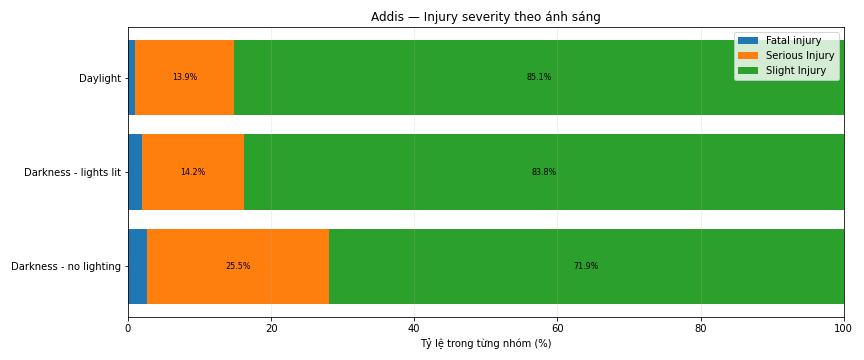 Addis — Injury severity theo ánh sáng
Fatal injury
Serious Injury
Slight Injury
Daylight
13.9%
85.1%
Darkness - lights lit
14.2%
83.8%
Darkness - no lighting
25.5%
71.9%
0
20
40
60
80
100
Tỷ lệ trong từng nhóm (%)